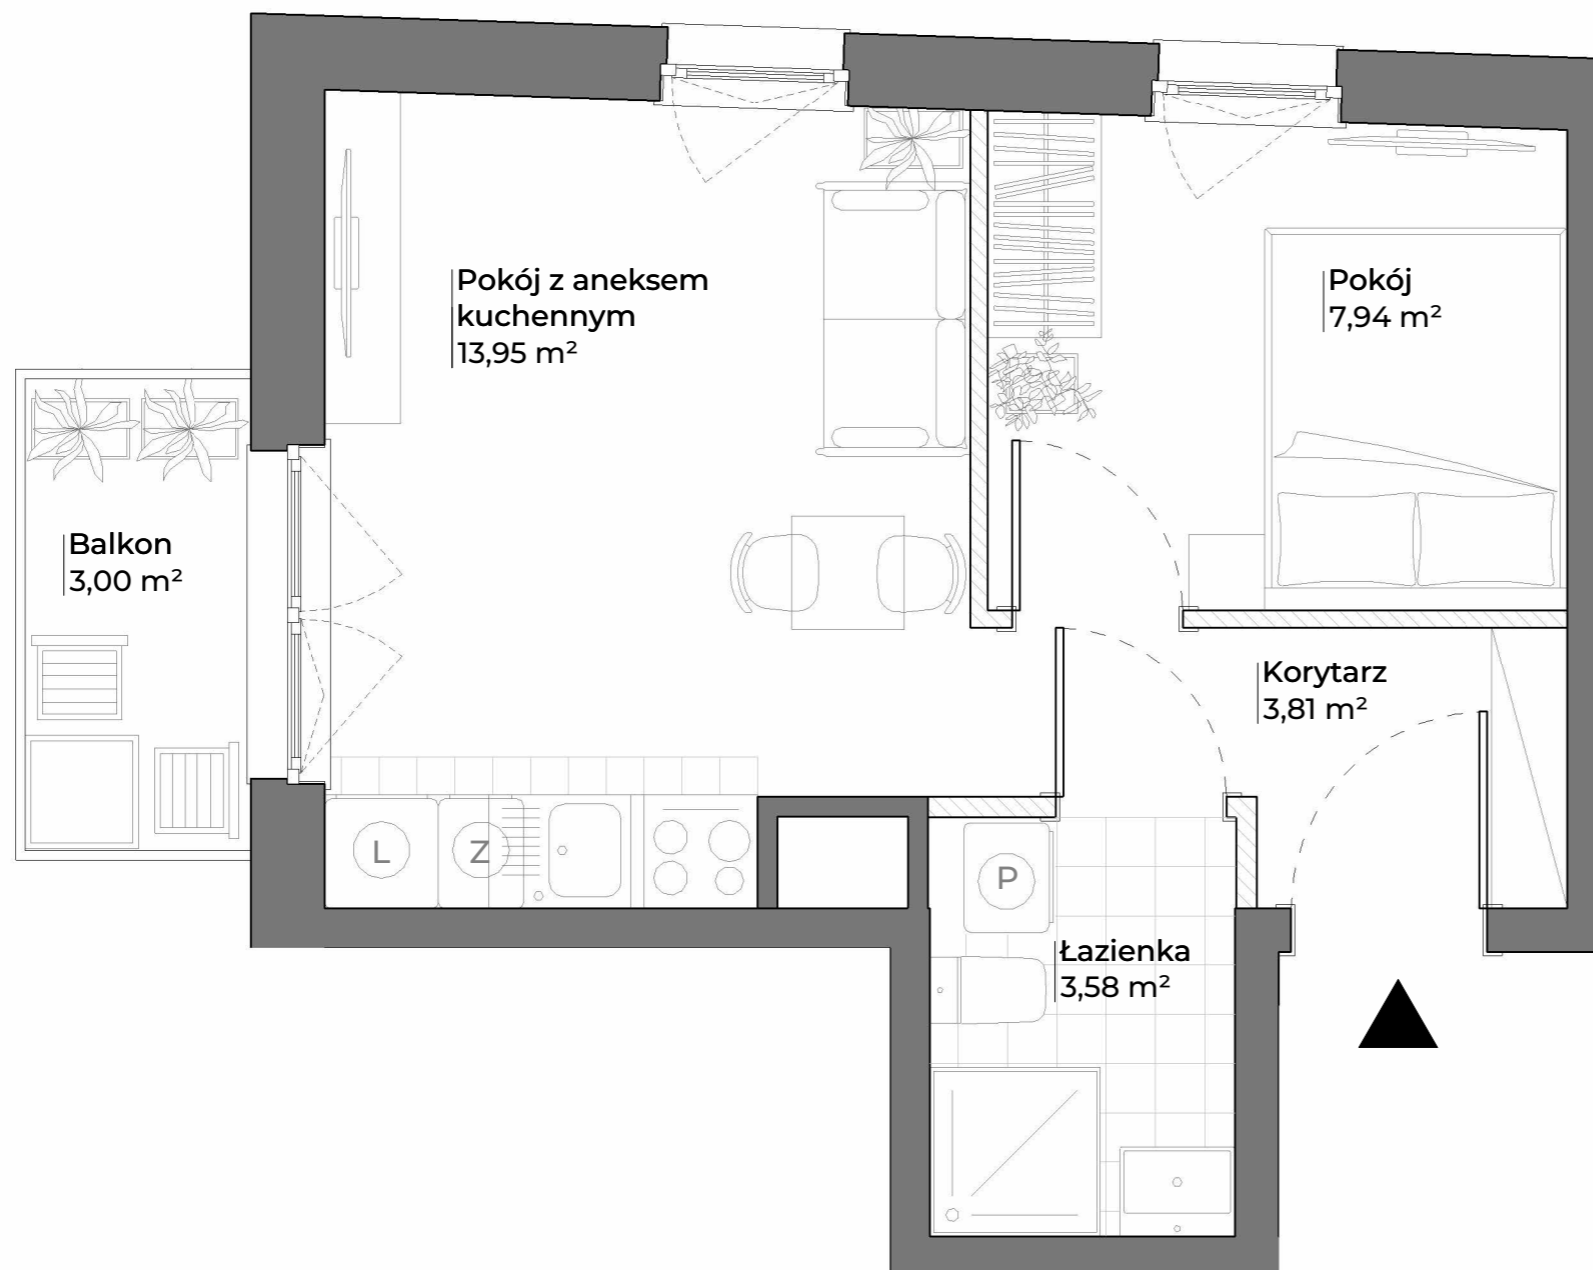 Pokój z aneksem
kuchennym
13,95 m²
Pokój
7,94 m²
Balkon
3,00 m²
Korytarz
3,81 m²
L
Z
P
Łazienka
3,58 m²